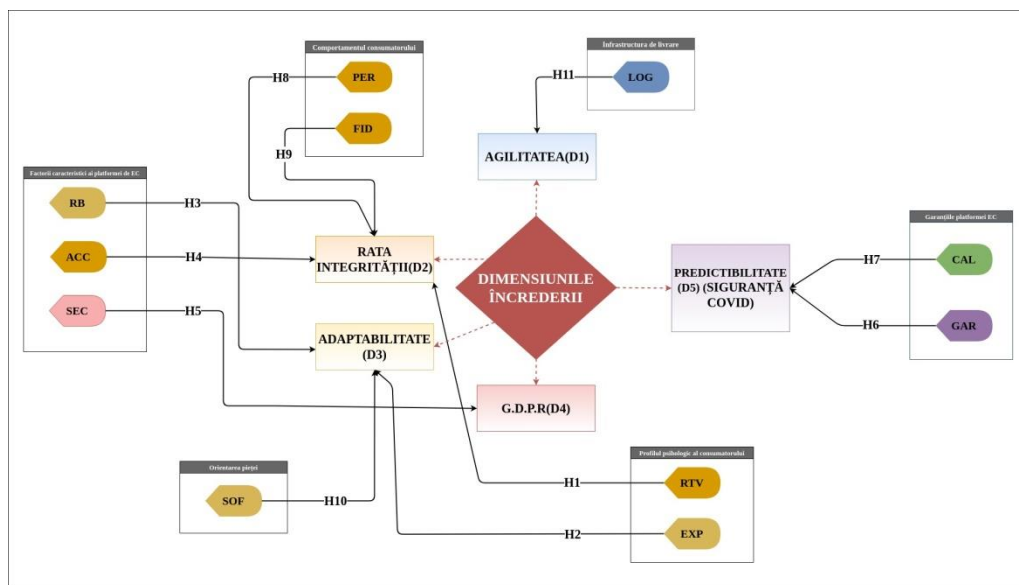 Comportamentul consumatorului
PER
FID
H8
H9
Infrastructura de livrare
LOG
H11
AGILITATEA(D1)
Factorii caracteristici ai platformei de EC
RB
ACC
SEC
H3
H4
H5
RATA
INTEGRITĂȚII(D2)
DIMENSIUNILE
ÎNCREDERII
PREDICTIBILITATE
(D5) (SIGURANȚĂ
COVID)
Garanțiile platformei EC
CAL
GAR
H7
H6
ADAPTABILITATE
(D3)
G.D.P.R(D4)
Orientarea pieței
SOF
H10
Profilul psihologic al consumatorului
RTV
EXP
H1
H2